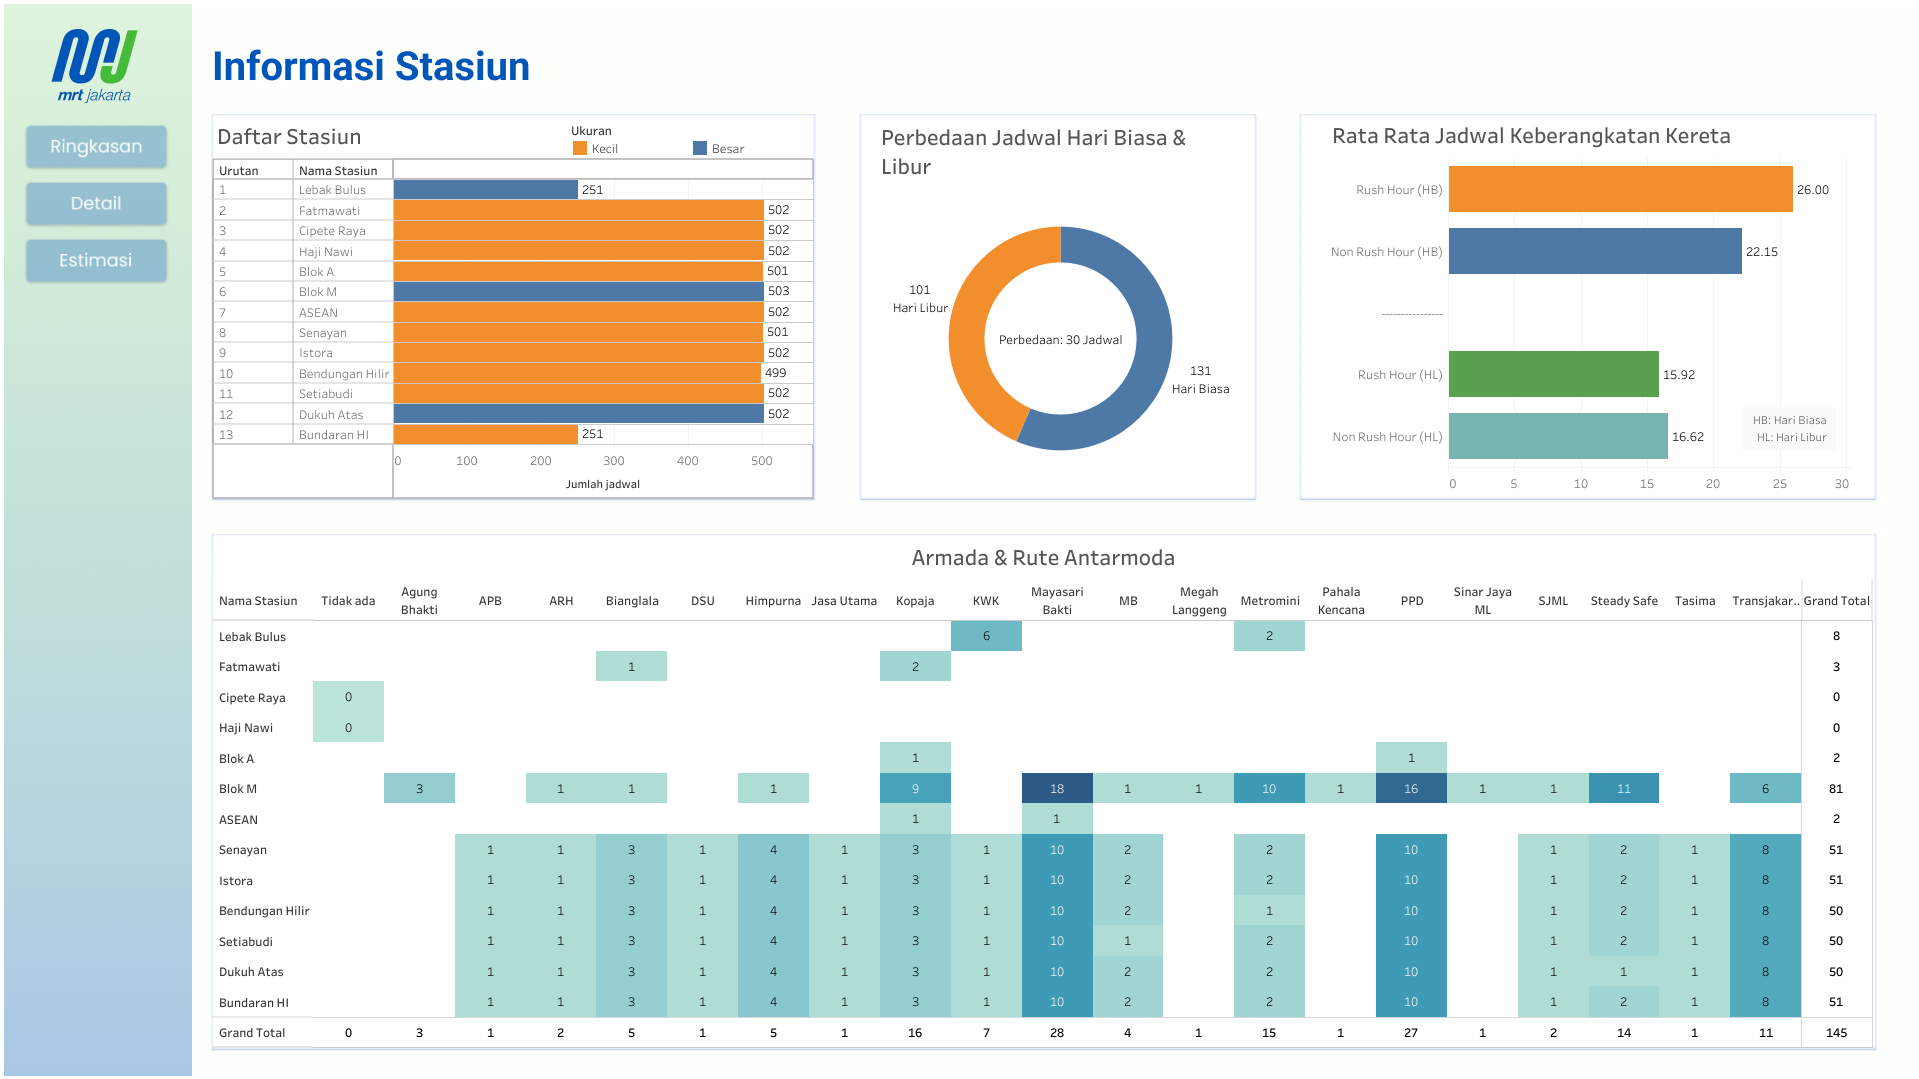 mrt jakarta
Ringkasan
Detail
Estimasi
Informasi Stasiun
Daftar Stasiun
Ukuran
Kecil Besar
Urutan Nama Stasiun
1 Lebak Bulus 251
2 Fatmawati 502
3 Cipete Raya 502
4 Haji Nawi 502
5 Blok A 501
6 Blok M 503
7 ASEAN 502
8 Senayan 501
9 Istora 502
10 Bendungan Hilir 499
11 Setiabudi 502
12 Dukuh Atas 502
13 Bundaran HI 251
0 100 200 300 400 500
Jumlah jadwal
Perbedaan Jadwal Hari Biasa &
Libur
101
Hari Libur
Perbedaan: 30 Jadwal
131
Hari Biasa
Rata Rata Jadwal Keberangkatan Kereta
Rush Hour (HB) 26.00
Non Rush Hour (HB) 22.15
----------------
Rush Hour (HL) 15.92
Non Rush Hour (HL) 16.62
HB: Hari Biasa
HL: Hari Libur
0 5 10 15 20 25 30
Armada & Rute Antarmoda
Nama Stasiun Tidak ada Agung Bhakti APB ARH Bianglala DSU Himpurna Jasa Utama Kopaja KWK Mayasari Bakti MB Megah Langgeng Metromini Pahala Kencana PPD Sinar Jaya ML SJML Steady Safe Tasima Transjakar.. Grand Total
Lebak Bulus 6 2 8
Fatmawati 1 2 3
Cipete Raya 0 0
Haji Nawi 0 0
Blok A 1 1 2
Blok M 3 1 1 1 9 18 1 1 10 1 16 1 1 11 6 81
ASEAN 1 1 2
Senayan 1 1 3 1 4 1 3 1 10 2 2 10 1 2 1 8 51
Istora 1 1 3 1 4 1 3 1 10 2 2 10 1 2 1 8 51
Bendungan Hilir 1 1 3 1 4 1 3 1 10 2 1 10 1 2 1 8 50
Setiabudi 1 1 3 1 4 1 3 1 10 1 2 10 1 2 1 8 50
Dukuh Atas 1 1 3 1 4 1 3 1 10 2 2 10 1 1 1 8 50
Bundaran HI 1 1 3 1 4 1 3 1 10 2 2 10 1 2 1 8 51
Grand Total 0 3 1 2 5 1 5 1 16 7 28 4 1 15 1 27 1 2 14 1 11 145